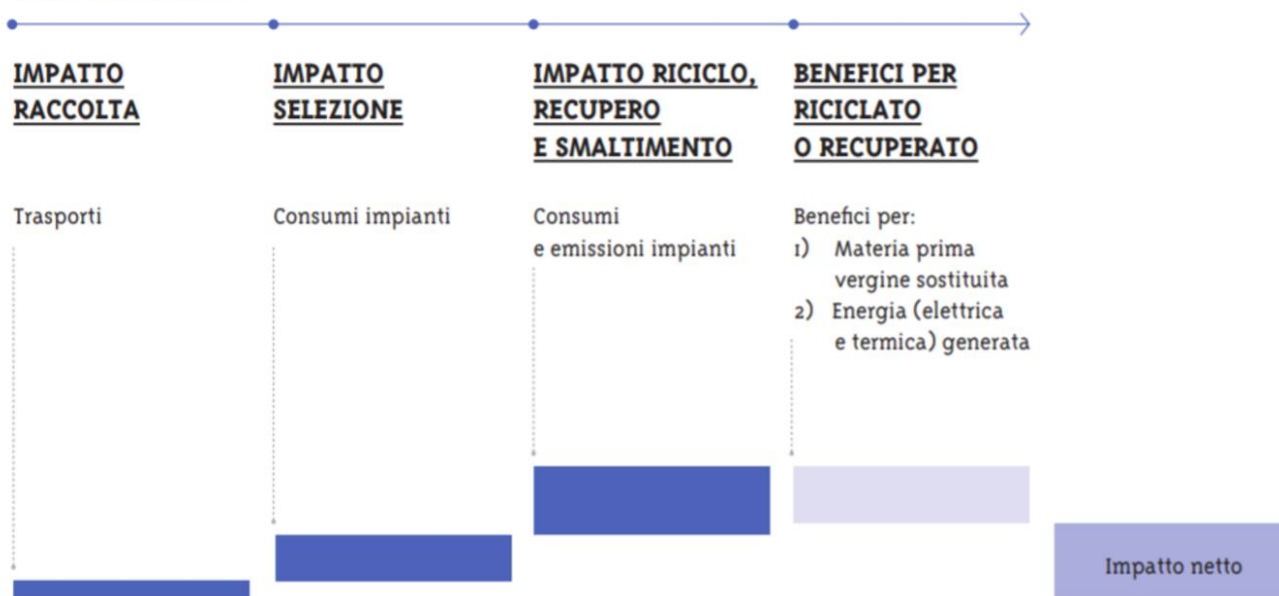 IMPATTO
RACCOLTA
Trasporti
IMPATTO
SELEZIONE
Consumi impianti
IMPATTO RICICLO,
RECUPERO
E SMALTIMENTO
Consumi
e emissioni impianti
BENEFICI PER
RICICLATO
O RECUPERATO
Benefici per:
1) Materia prima
vergine sostituita
2) Energia (elettrica
e termica) generata
Impatto netto